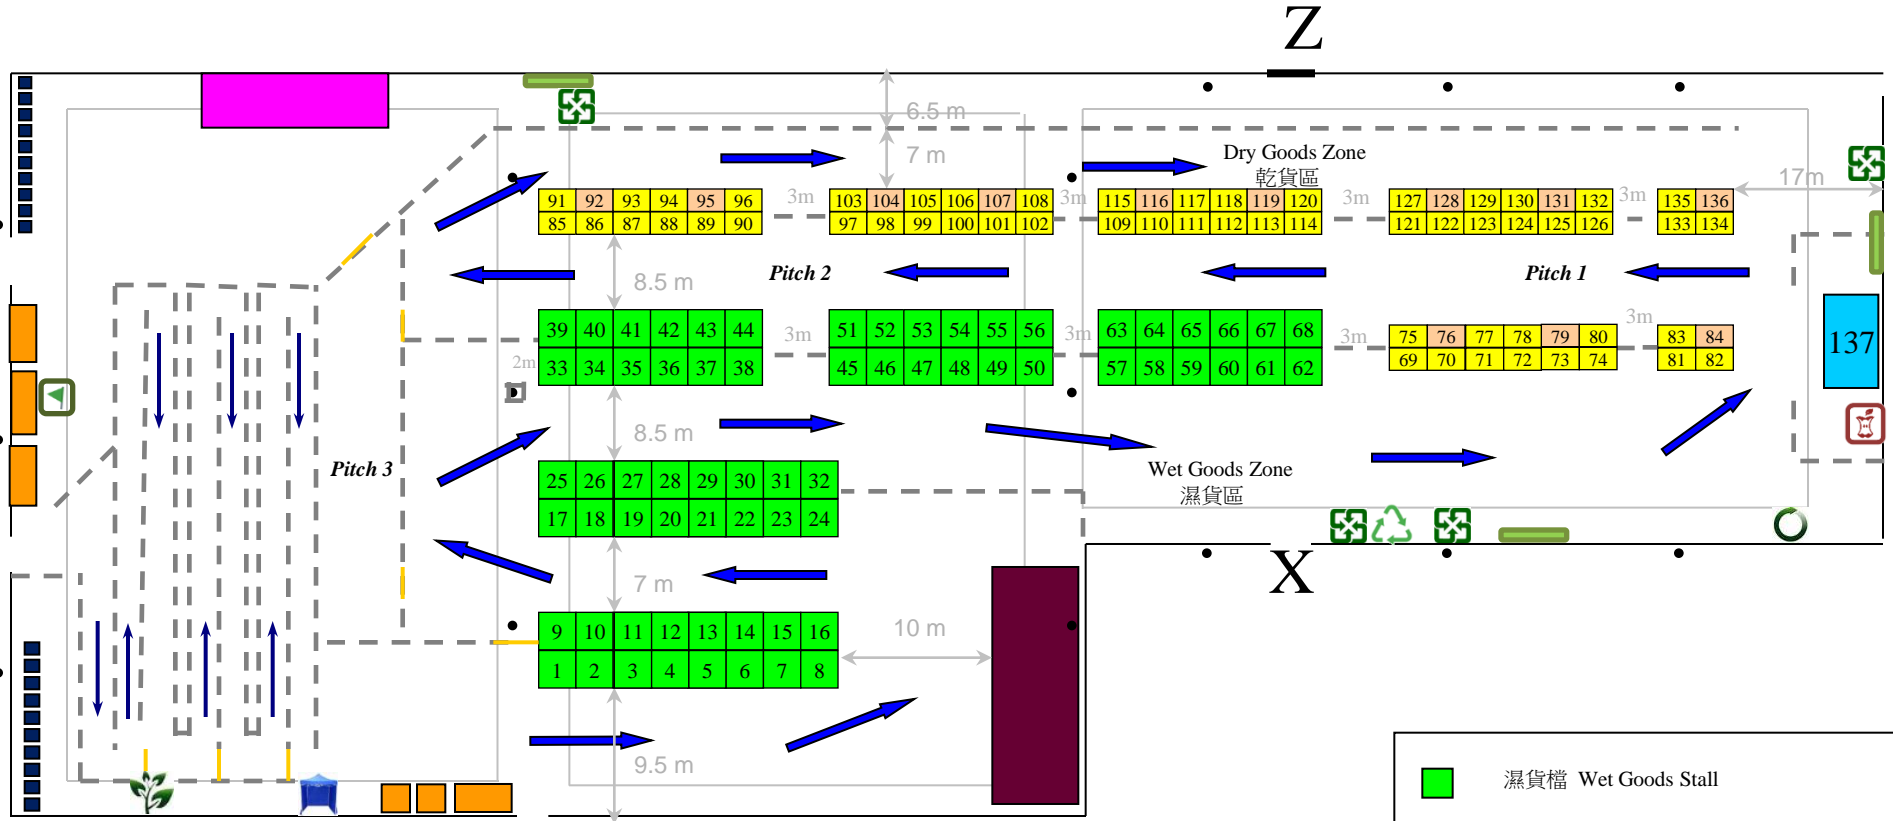 Z
6.5 m
7 m
Dry Goods Zone
乾貨區
17m
91 92 93 94 95 96 3m 103 104 105 106 107 108 3m 115 116 117 118 119 120 3m 127 128 129 130 131 132 3m 135 136
85 86 87 88 89 90 97 98 99 100 101 102 109 110 111 112 113 114 121 122 123 124 125 126 133 134
8.5 m
Pitch 2
Pitch 1
39 40 41 42 43 44 3m 51 52 53 54 55 56 3m 63 64 65 66 67 68 3m 75 76 77 78 79 80 3m 83 84
33 34 35 36 37 38 45 46 47 48 49 50 57 58 59 60 61 62 69 70 71 72 73 74 81 82
137
2m
8.5 m
Pitch 3
Wet Goods Zone
濕貨區
25 26 27 28 29 30 31 32
17 18 19 20 21 22 23 24
X
7 m
9 10 11 12 13 14 15 16
1 2 3 4 5 6 7 8
10 m
9.5 m
濕貨檔 Wet Goods Stall